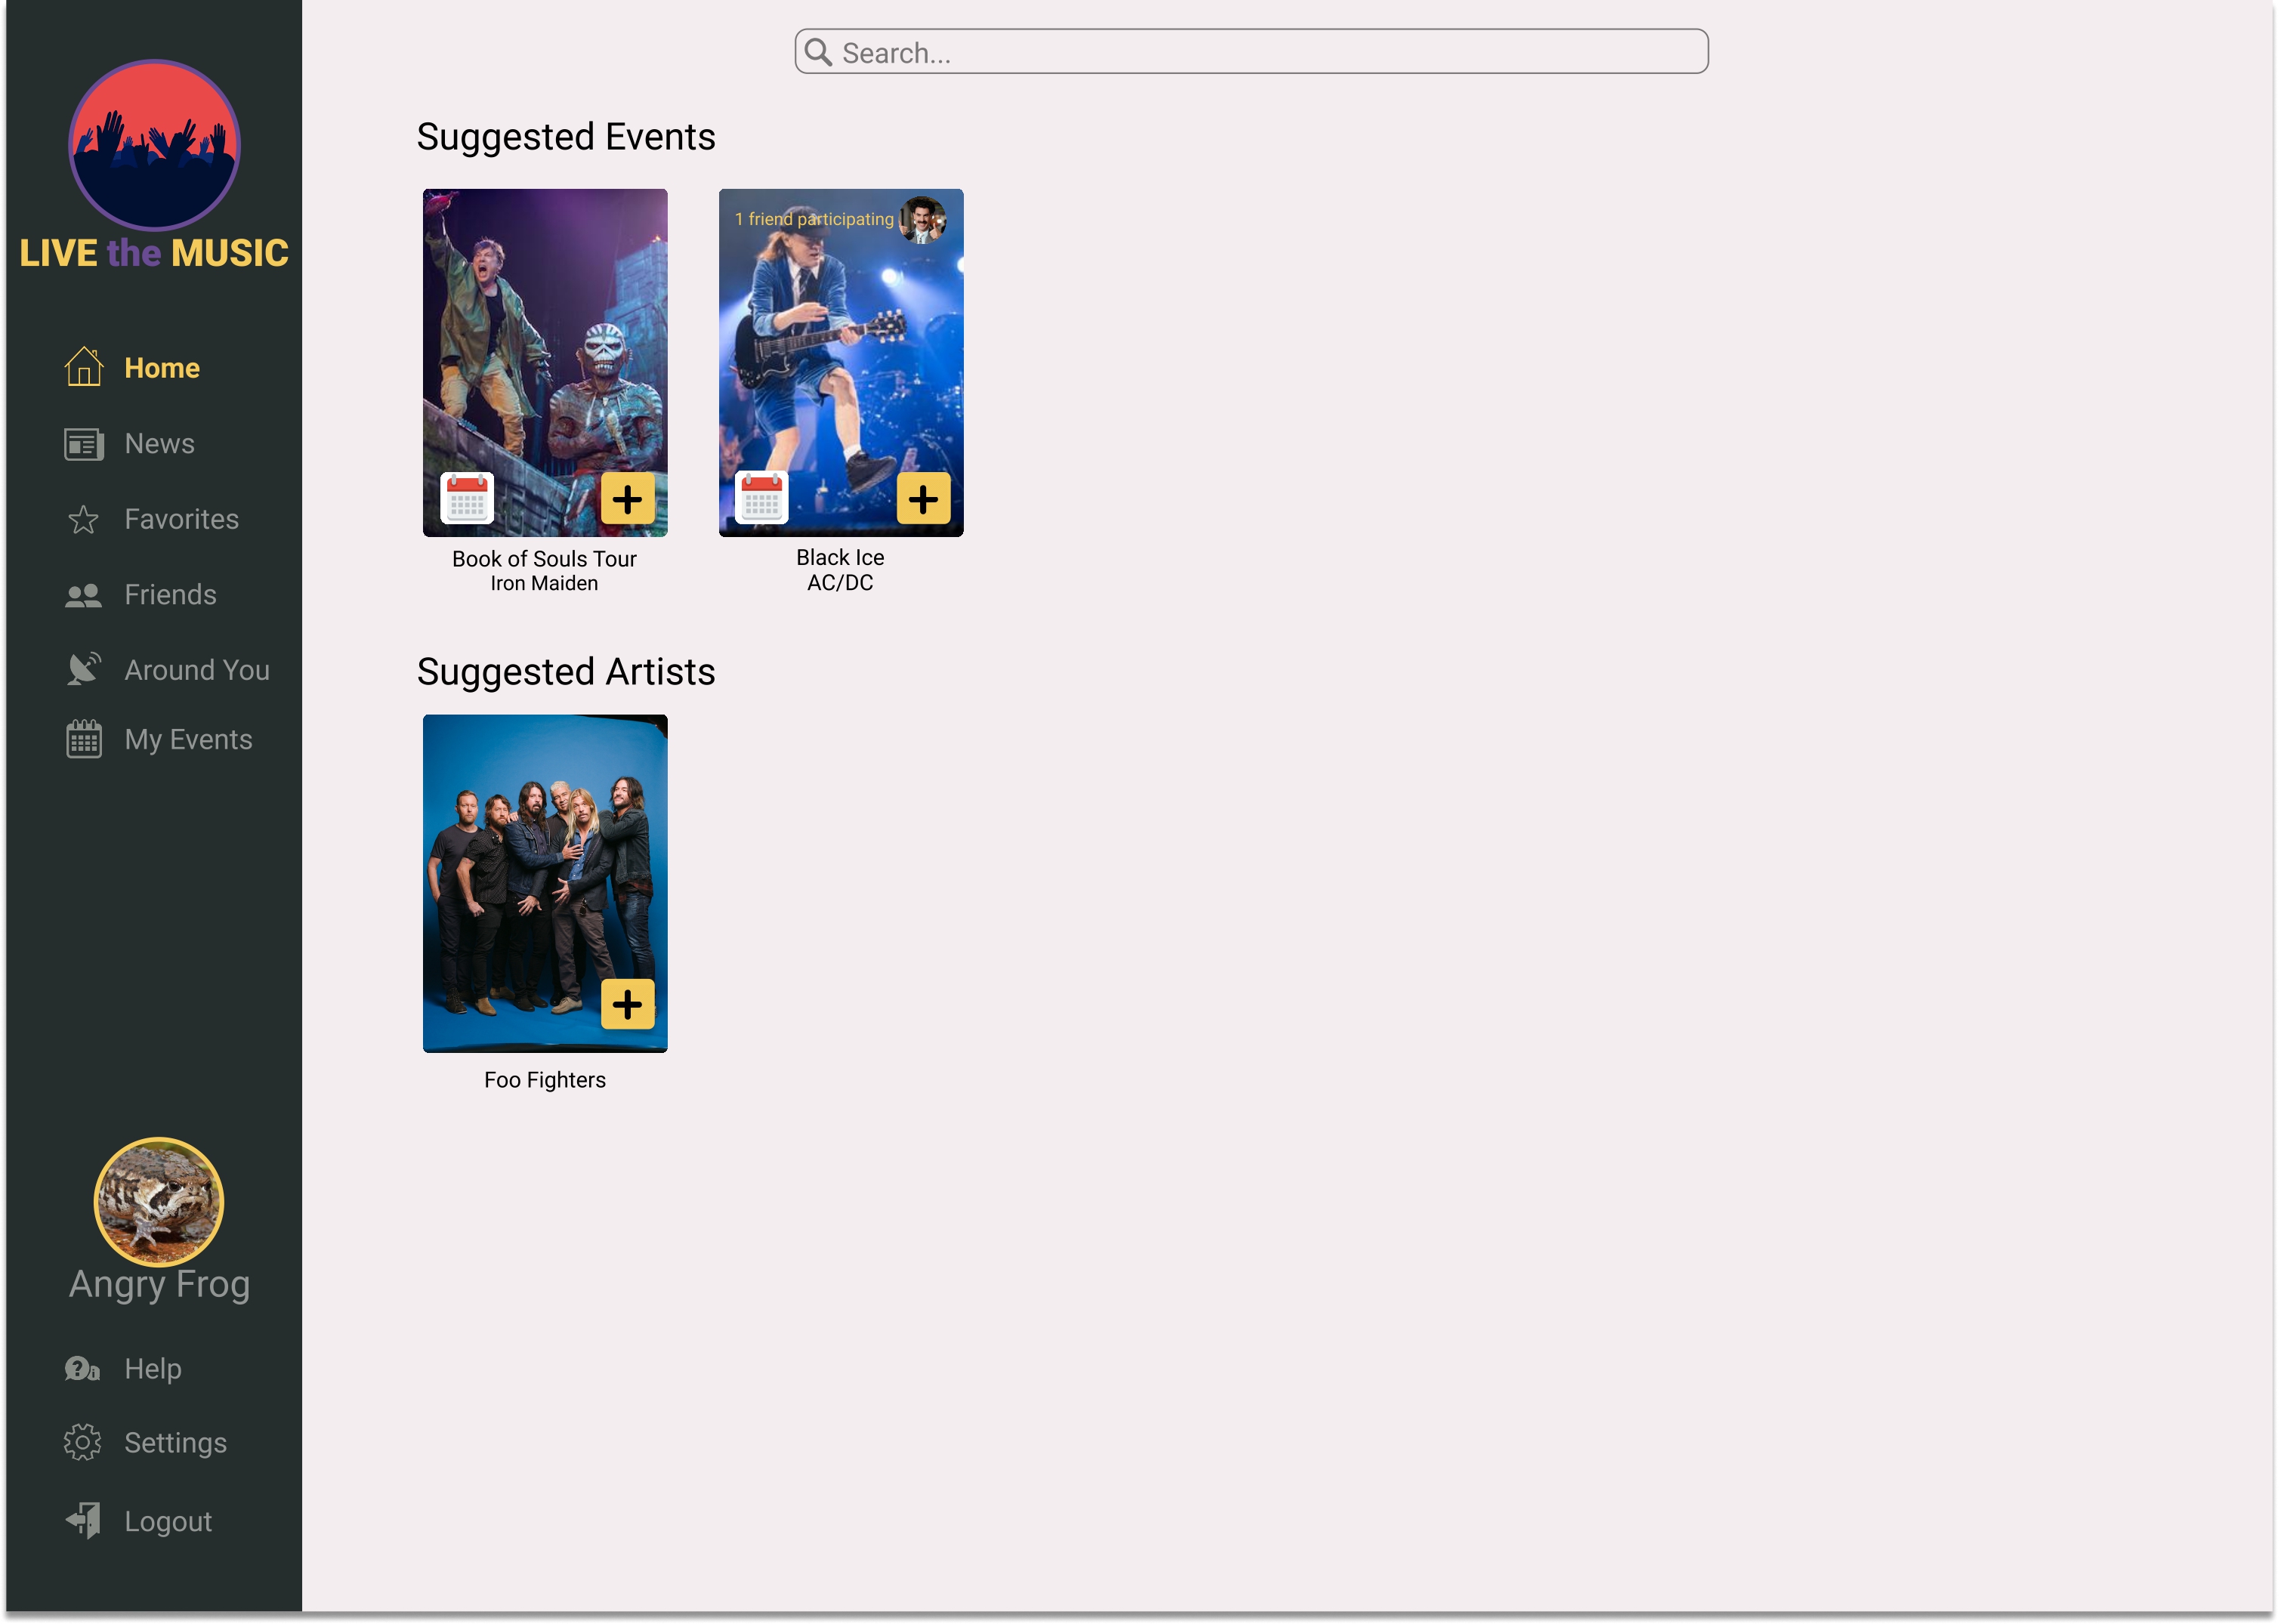 LIVE the MUSIC
Home
News
Favorites
Friends
Around You
My Events
Angry Frog
Help
Settings
Logout
Search...
Suggested Events
1 friend participating
Book of Souls Tour
Iron Maiden
Black Ice
AC/DC
Suggested Artists
Foo Fighters